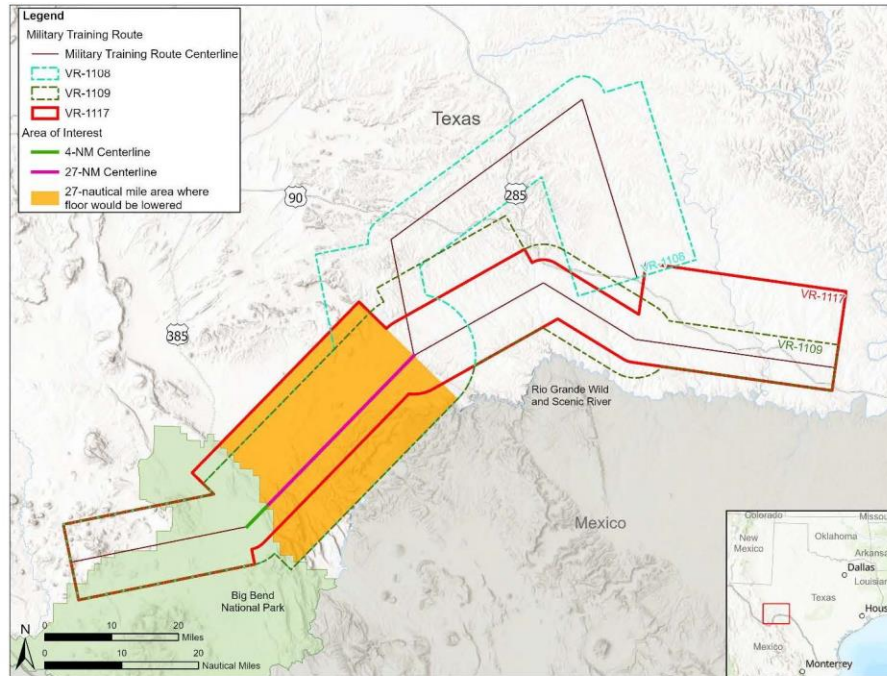 Legend
Military Training Route
Military Training Route Centerline
VR-1108
VR-1109
VR-1117
Area of Interest
4-NM Centerline
27-NM Centerline
27-nautical mile area where
floor would be lowered
Texas
90
285
385
VR-1108
VR-1117
VR-1109
Rio Grande Wild
and Scenic River
Mexico
Big Bend
National Park
N
0 10 20
Miles
0 10 20
Nautical Miles
Colorado
Missou
New
Mexico
Oklahoma
Arkansa
Dallas
Louisian
Texas
Hous
Mexico
Monterrey